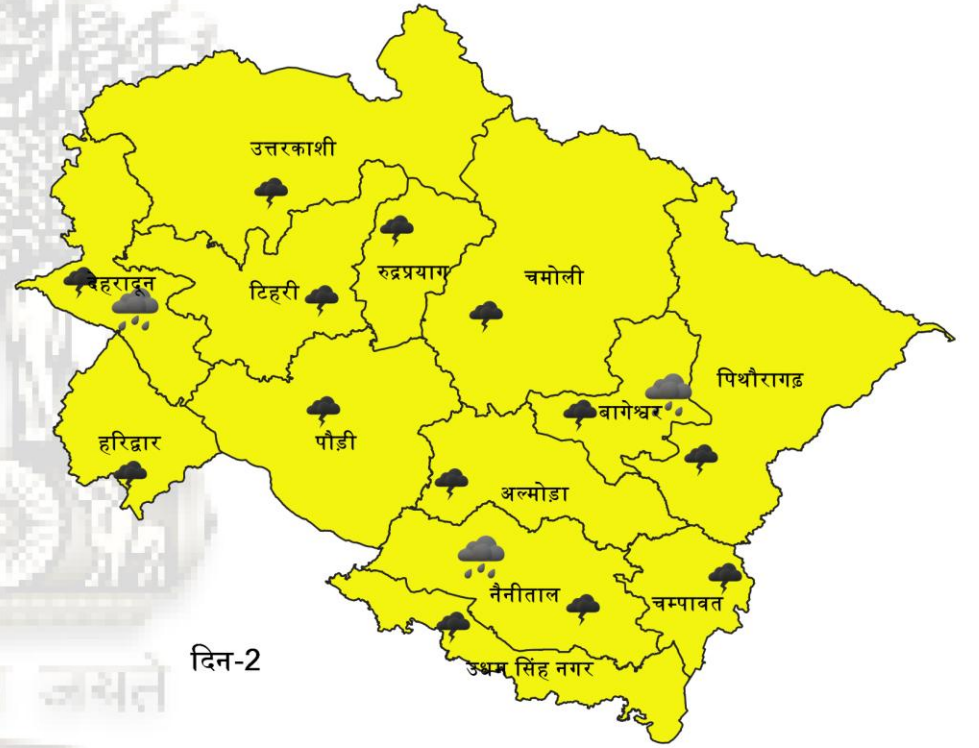 उत्तरकाशी
रुद्रप्रयाग
चमोली
देहरादून
टिहरी
पिथौरागढ़
बागेश्वर
हरिद्वार
पौड़ी
अल्मोड़ा
नैनीताल
चम्पावत
दिन-2
उधम सिंह नगर